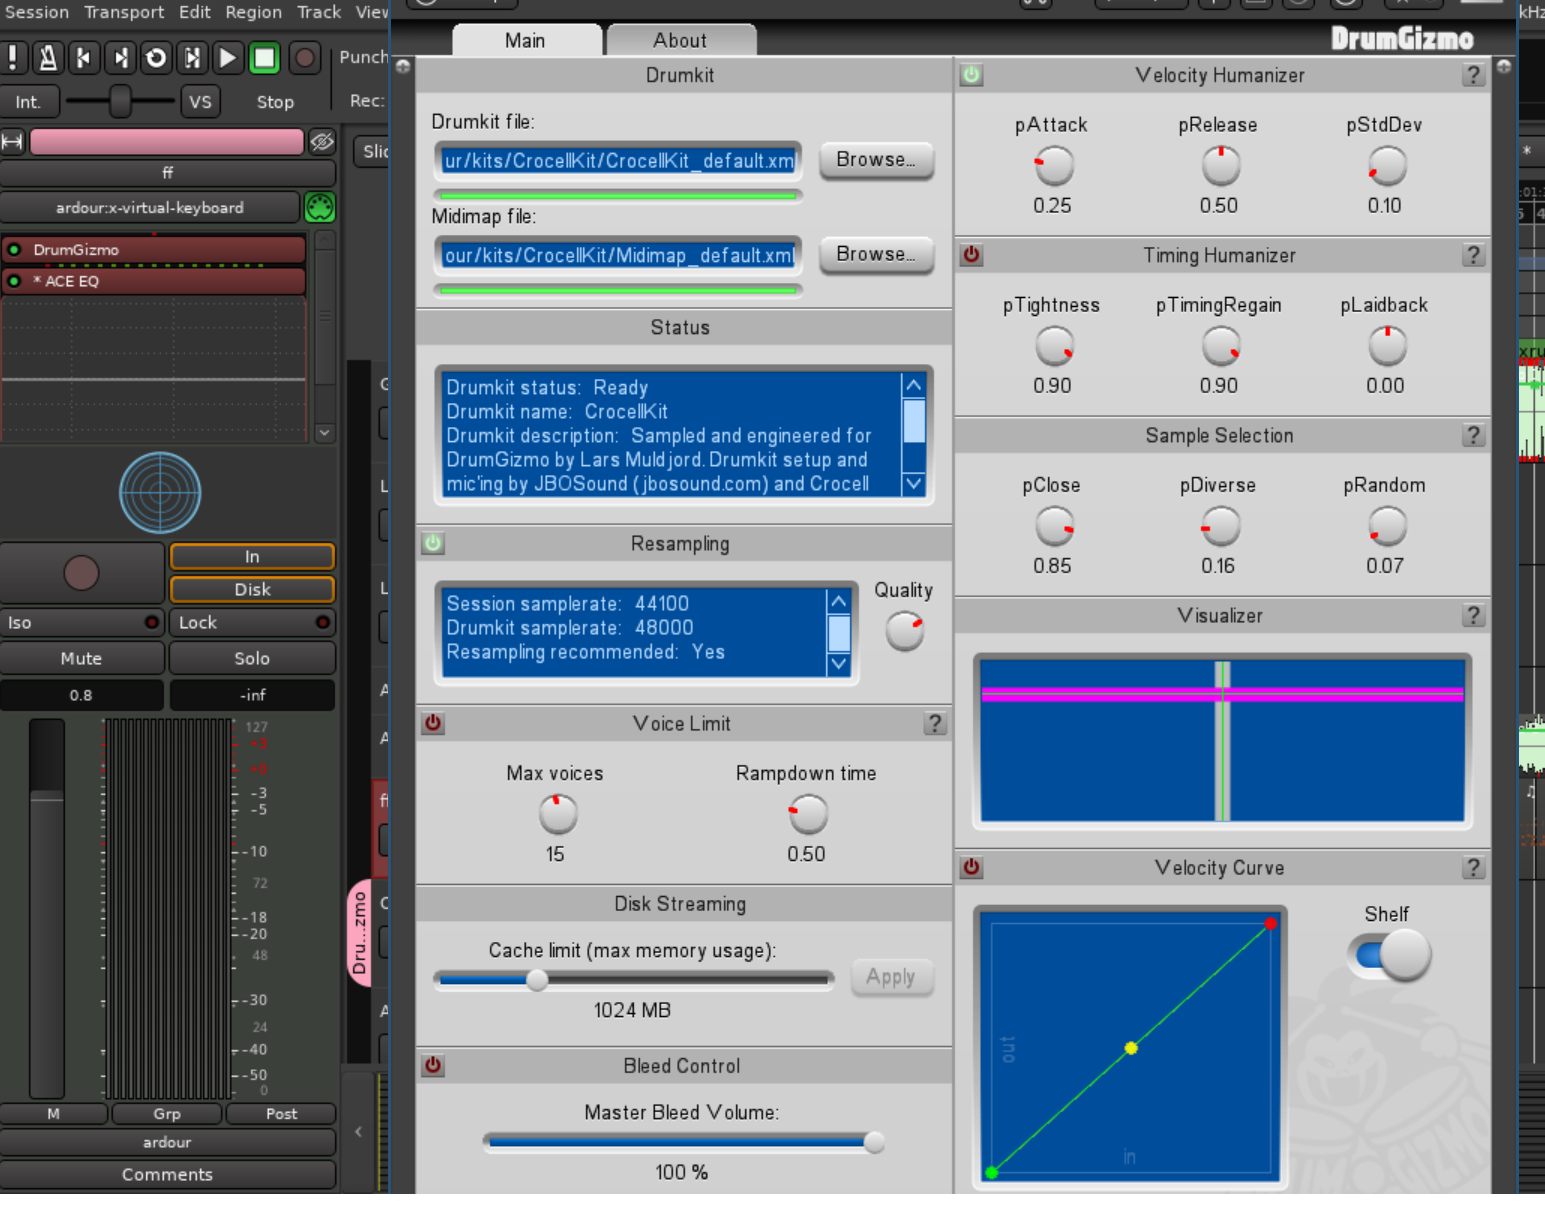 Session Transport Edit Region Track View
kHz
Main
About
DrumGizmo
Punch
Int.
VS
Stop
Rec:
ff
ardour:x-virtual-keyboard
DrumGizmo
* ACE EQ
In
Disk
Iso
Lock
Mute
Solo
0.8
-inf
127
+3
+0
-3
-5
-10
72
-18
-20
48
-30
24
-40
-50
0
M
Grp
Post
ardour
Comments
Dru...zmo
Drumkit
Drumkit file:
ur/kits/CrocellKit/CrocellKit_default.xml
Browse...
Midimap file:
our/kits/CrocellKit/Midimap_default.xml
Browse...
Status
Drumkit status: Ready
Drumkit name: CrocellKit
Drumkit description: Sampled and engineered for
DrumGizmo by Lars Muldjord. Drumkit setup and
mic'ing by JBOSound (jbosound.com) and Crocell
Resampling
Session samplerate: 44100
Drumkit samplerate: 48000
Resampling recommended: Yes
Quality
Voice Limit
?
Max voices
Rampdown time
15
0.50
Disk Streaming
Cache limit (max memory usage):
Apply
1024 MB
Bleed Control
Master Bleed Volume:
100 %
Velocity Humanizer
?
pAttack
pRelease
pStdDev
0.25
0.50
0.10
Timing Humanizer
?
pTightness
pTimingRegain
pLaidback
0.90
0.90
0.00
Sample Selection
?
pClose
pDiverse
pRandom
0.85
0.16
0.07
Visualizer
?
Velocity Curve
?
Shelf
out
in